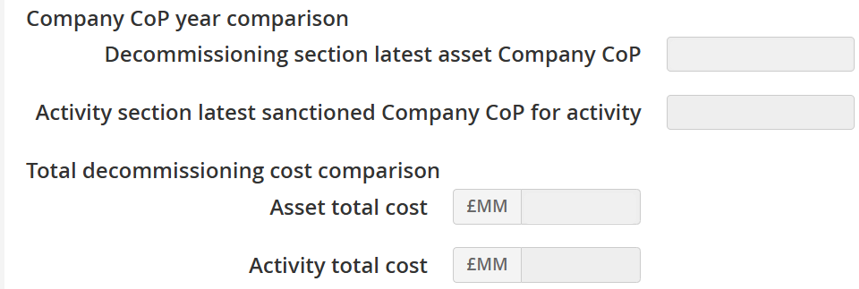 Company CoP year comparison
Decommissioning section latest asset Company CoP
Activity section latest sanctioned Company CoP for activity
Total decommissioning cost comparison
Asset total cost £MM
Activity total cost £MM